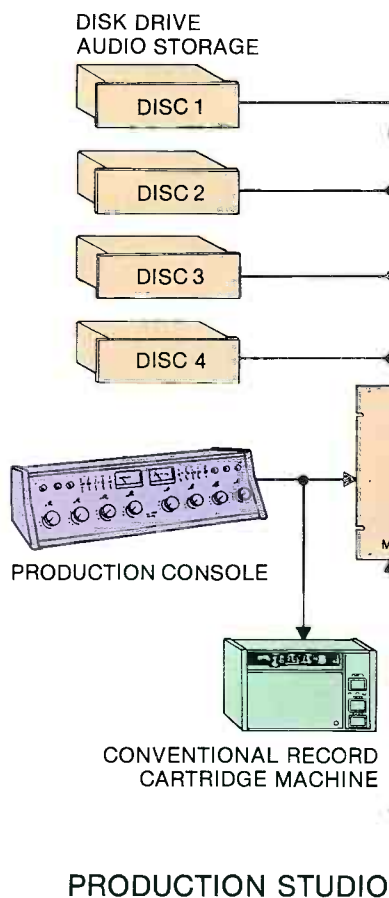 DISK DRIVE
AUDIO STORAGE
DISC 1
DISC 2
DISC 3
DISC 4
M
PRODUCTION CONSOLE
CONVENTIONAL RECORD
CARTRIDGE MACHINE
PRODUCTION STUDIO